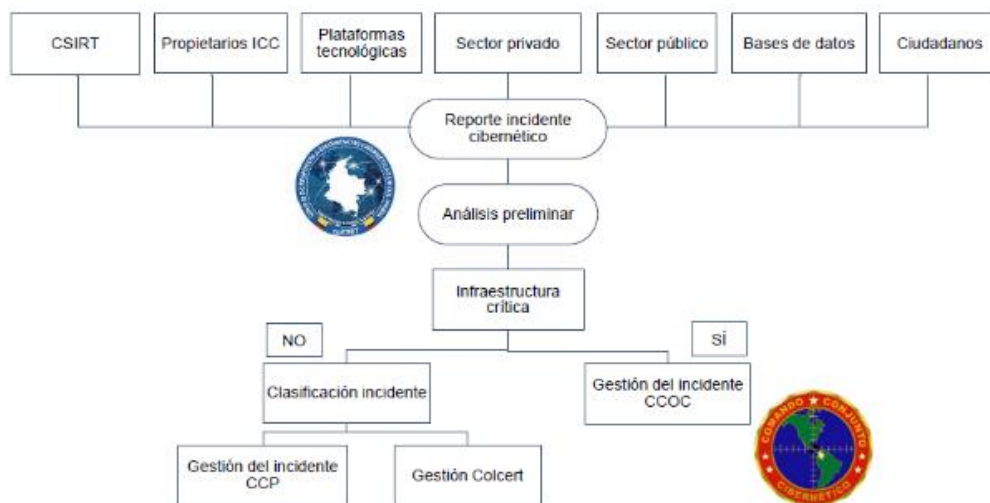 CSIRT
Propietarios ICC
Plataformas
tecnológicas
Sector privado
Sector público
Bases de datos
Ciudadanos
Reporte incidente
cibernético
Análisis preliminar
Infraestructura
crítica
NO
SÍ
Clasificación incidente
Gestión del incidente
CCOC
Gestión del incidente
CCP
Gestión Colcert
COMANDO CONJUNTO
CIBERNÉTICO